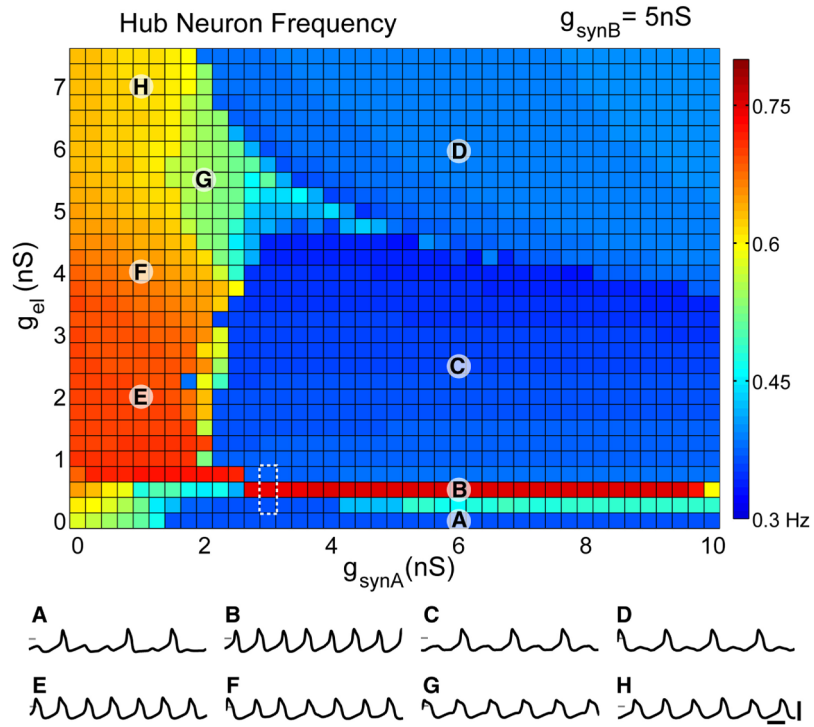 Hub Neuron Frequency
g_synB = 5nS
7
6
5
4
3
2
1
0
g_el (nS)
H
G
F
E
D
C
B
A
0
2
4
6
8
10
g_synA (nS)
0.75
0.6
0.45
0.3 Hz
A
B
C
D
E
F
G
H